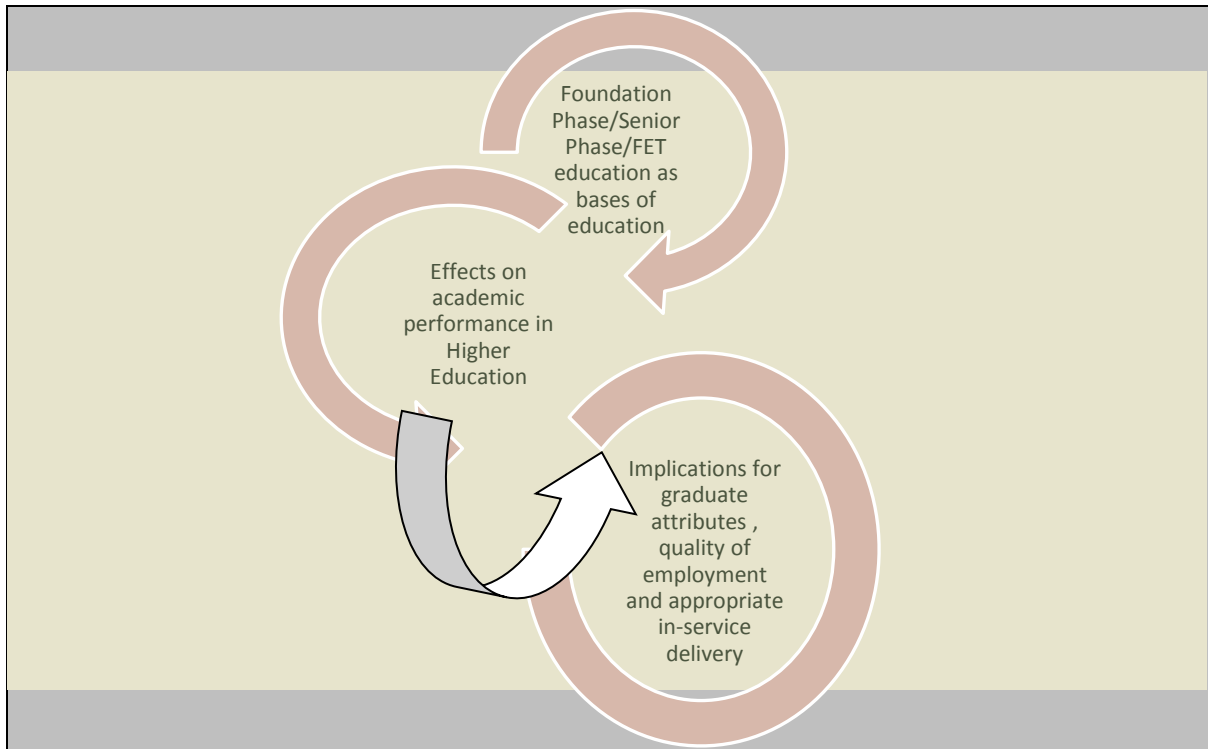 Foundation
Phase/Senior
Phase/FET
education as
bases of
education
Effects on
academic
performance in
Higher
Education
Implications for
graduate
attributes ,
quality of
employment
and appropriate
in-service
delivery